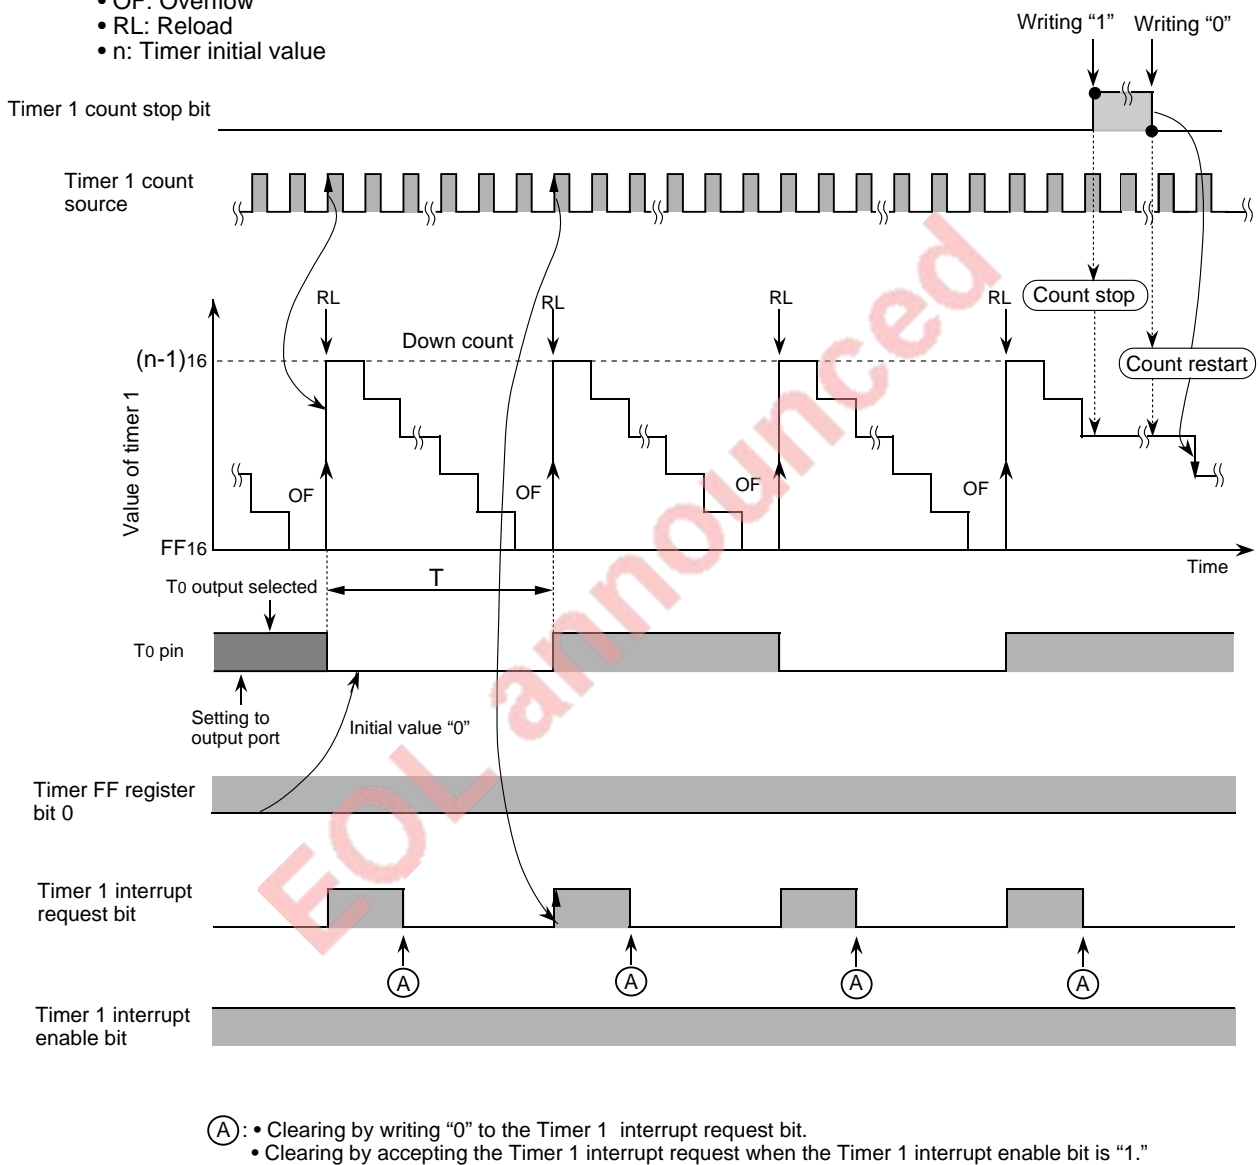 • OF: Overflow
• RL: Reload
• n: Timer initial value
Writing “1”
Writing “0”
Timer 1 count stop bit
Timer 1 count
source
RL
RL
RL
RL
Count stop
Down count
(n-1)16
Count restart
Value of timer 1
OF
OF
OF
OF
FF16
Time
T0 output selected
T
T0 pin
Setting to
output port
Initial value “0”
Timer FF register
bit 0
Timer 1 interrupt
request bit
A
A
A
A
Timer 1 interrupt
enable bit
A : • Clearing by writing “0” to the Timer 1 interrupt request bit.
• Clearing by accepting the Timer 1 interrupt request when the Timer 1 interrupt enable bit is “1.”
EOL announced